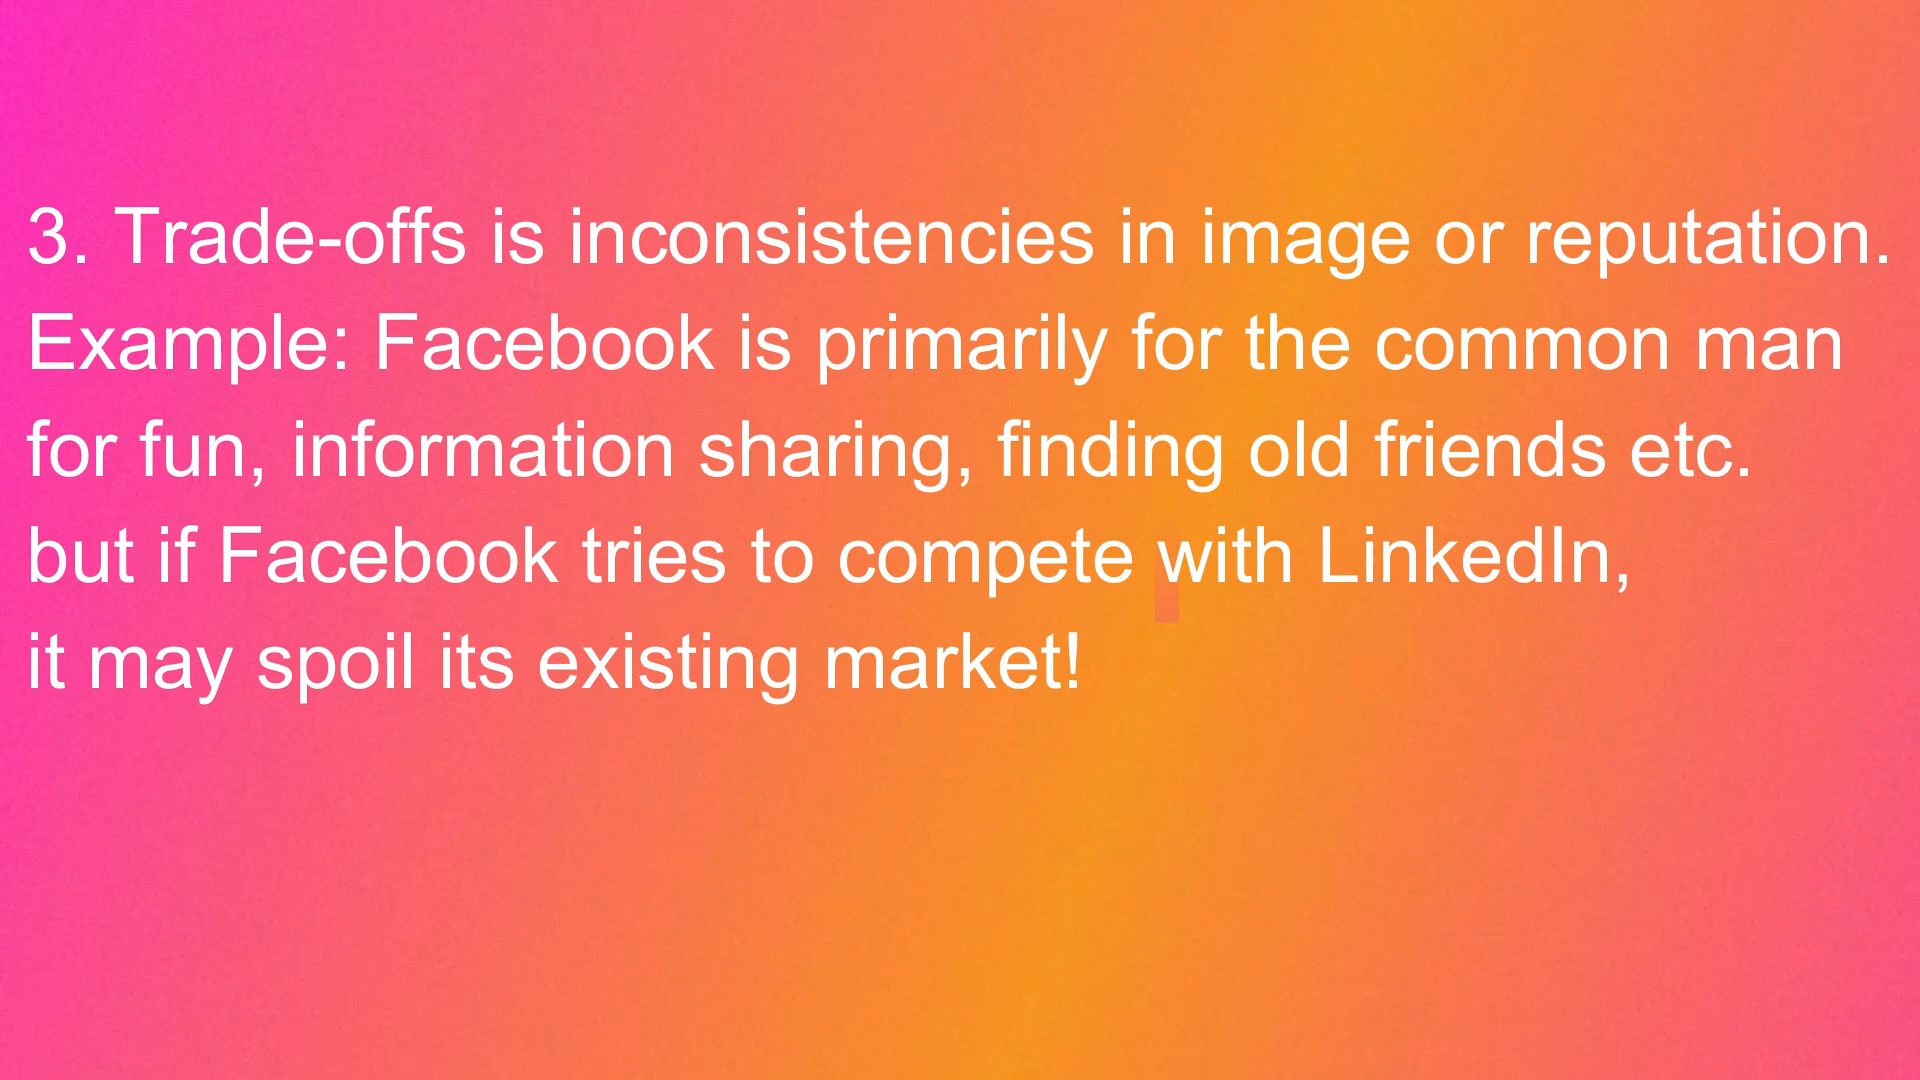 3. Trade-offs is inconsistencies in image or reputation.
Example: Facebook is primarily for the common man
for fun, information sharing, finding old friends etc.
but if Facebook tries to compete with LinkedIn,
it may spoil its existing market!